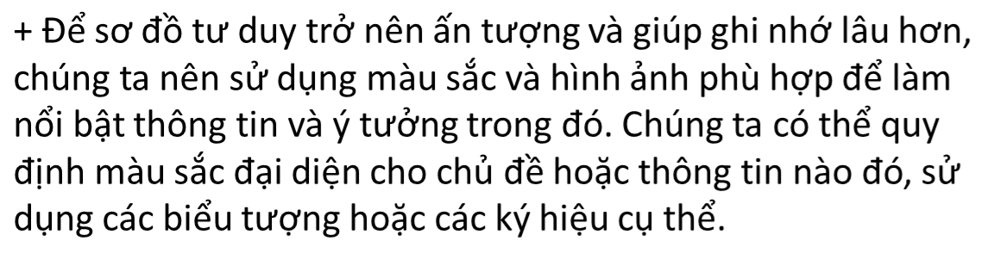 + Để sơ đồ tư duy trở nên ấn tượng và giúp ghi nhớ lâu hơn,
chúng ta nên sử dụng màu sắc và hình ảnh phù hợp để làm
nổi bật thông tin và ý tưởng trong đó. Chúng ta có thể quy
định màu sắc đại diện cho chủ đề hoặc thông tin nào đó, sử
dụng các biểu tượng hoặc các ký hiệu cụ thể.